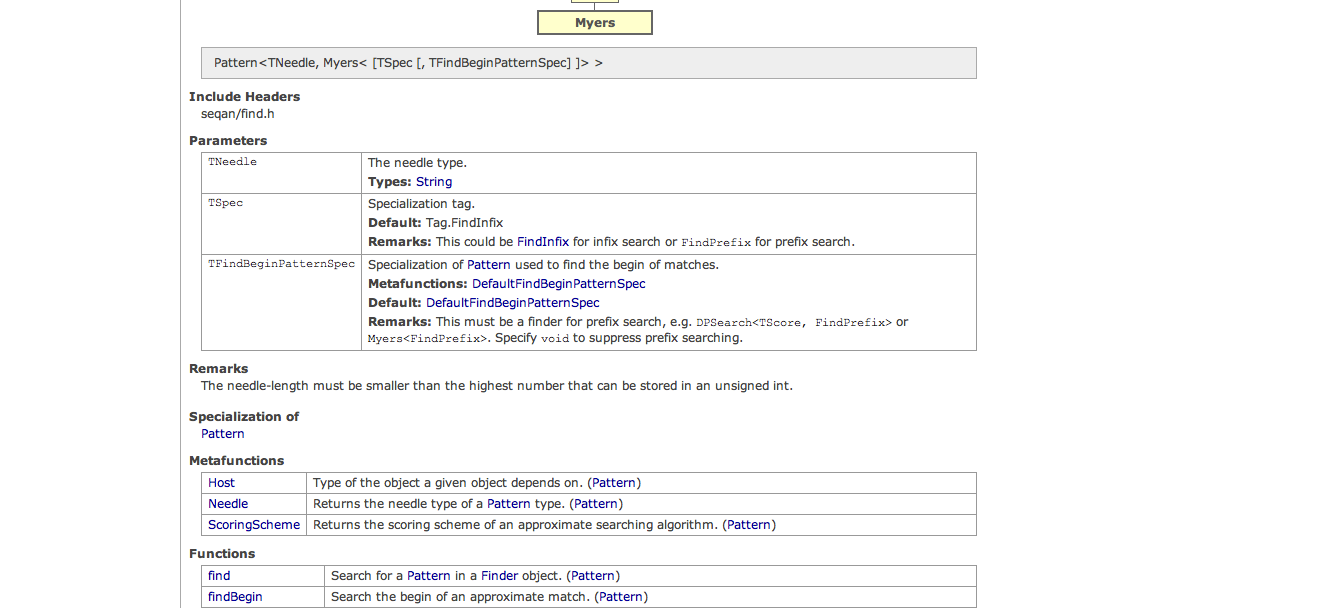 Myers
Pattern<TNeedle, Myers< [TSpec [, TFindBeginPatternSpec] ]> >
Include Headers
seqan/find.h
Parameters
TNeedle
The needle type.
Types: String
TSpec
Specialization tag.
Default: Tag.FindInfix
Remarks: This could be FindInfix for infix search or FindPrefix for prefix search.
TFindBeginPatternSpec
Specialization of Pattern used to find the begin of matches.
Metafunctions: DefaultFindBeginPatternSpec
Default: DefaultFindBeginPatternSpec
Remarks: This must be a finder for prefix search, e.g. DPSearch<TScore, FindPrefix> or
Myers<FindPrefix>. Specify void to suppress prefix searching.
Remarks
The needle-length must be smaller than the highest number that can be stored in an unsigned int.
Specialization of
Pattern
Metafunctions
Host Type of the object a given object depends on. (Pattern)
Needle Returns the needle type of a Pattern type. (Pattern)
ScoringScheme Returns the scoring scheme of an approximate searching algorithm. (Pattern)
Functions
find Search for a Pattern in a Finder object. (Pattern)
findBegin Search the begin of an approximate match. (Pattern)